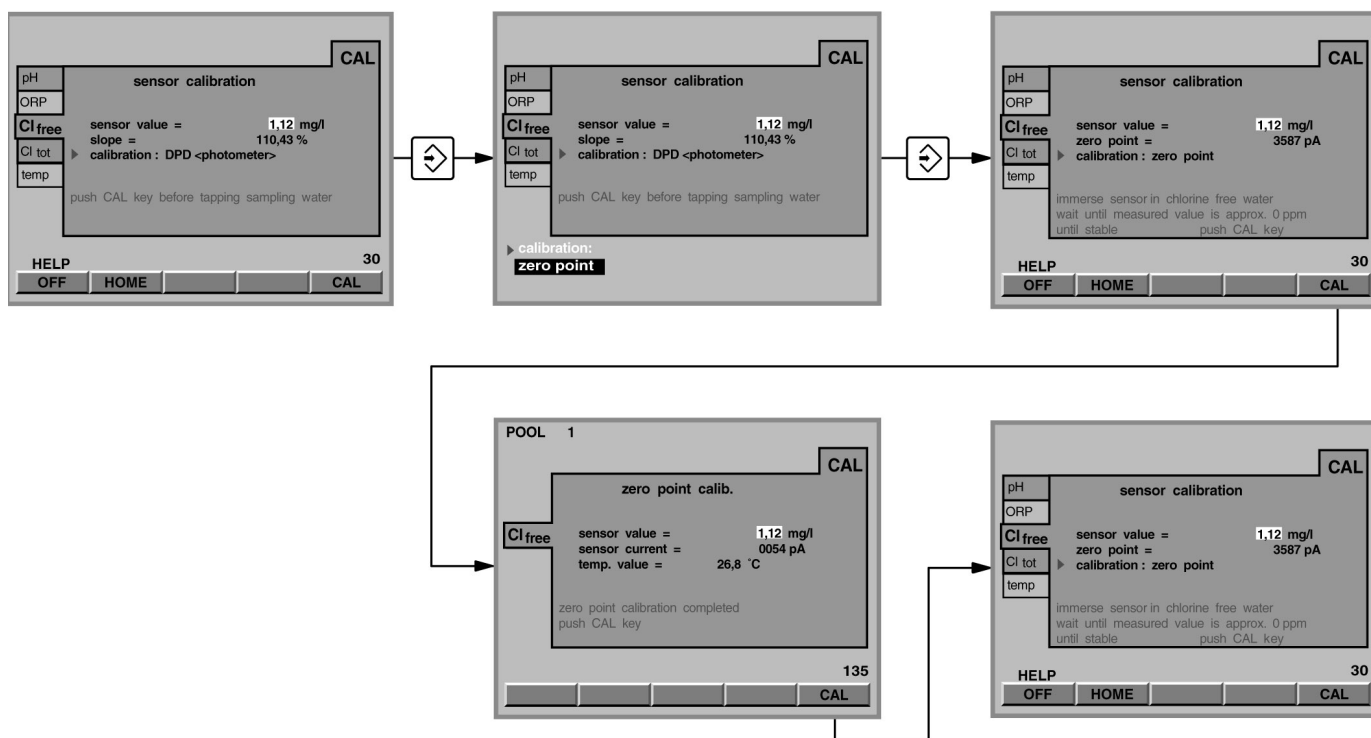 CAL
pH
sensor calibration
ORP
Cl free
sensor value = 1,12 mg/l
slope = 110,43 %
Cl tot
calibration : DPD <photometer>
temp
push CAL key before tapping sampling water
HELP
30
OFF HOME CAL
CAL
pH
sensor calibration
ORP
Cl free
sensor value = 1,12 mg/l
slope = 110,43 %
Cl tot
calibration : DPD <photometer>
temp
push CAL key before tapping sampling water
calibration:
zero point
CAL
pH
sensor calibration
ORP
Cl free
sensor value = 1,12 mg/l
zero point = 3587 pA
Cl tot
calibration : zero point
temp
immerse sensor in chlorine free water
wait until measured value is approx. 0 ppm
until stable push CAL key
HELP
30
OFF HOME CAL
POOL 1
CAL
zero point calib.
Cl free
sensor value = 1,12 mg/l
sensor current = 0054 pA
temp. value = 26,8 °C
zero point calibration completed
push CAL key
135
CAL
CAL
pH
sensor calibration
ORP
Cl free
sensor value = 1,12 mg/l
zero point = 3587 pA
Cl tot
calibration : zero point
temp
immerse sensor in chlorine free water
wait until measured value is approx. 0 ppm
until stable push CAL key
HELP
30
OFF HOME CAL